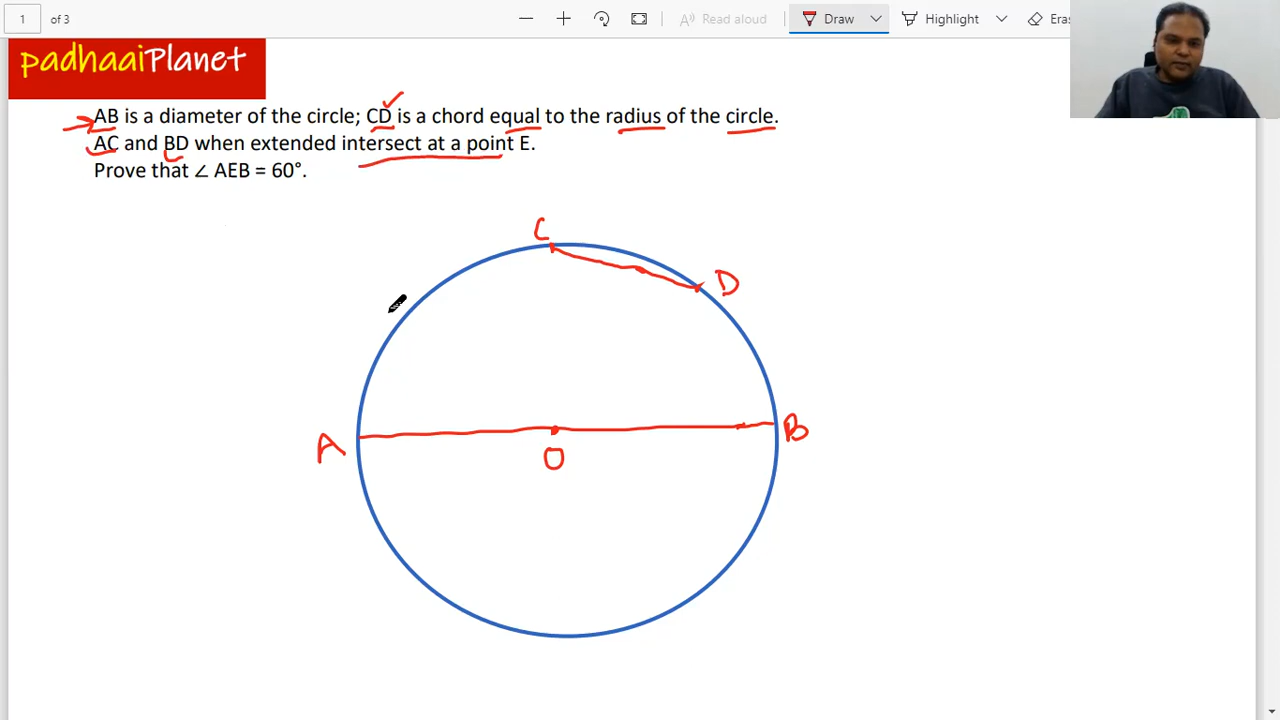 1 of 3
Read aloud
Draw
Highlight
Eras
padhaaiPlanet
AB is a diameter of the circle; CD is a chord equal to the radius of the circle.
AC and BD when extended intersect at a point E.
Prove that ∠ AEB = 60°.
C
D
A
B
O